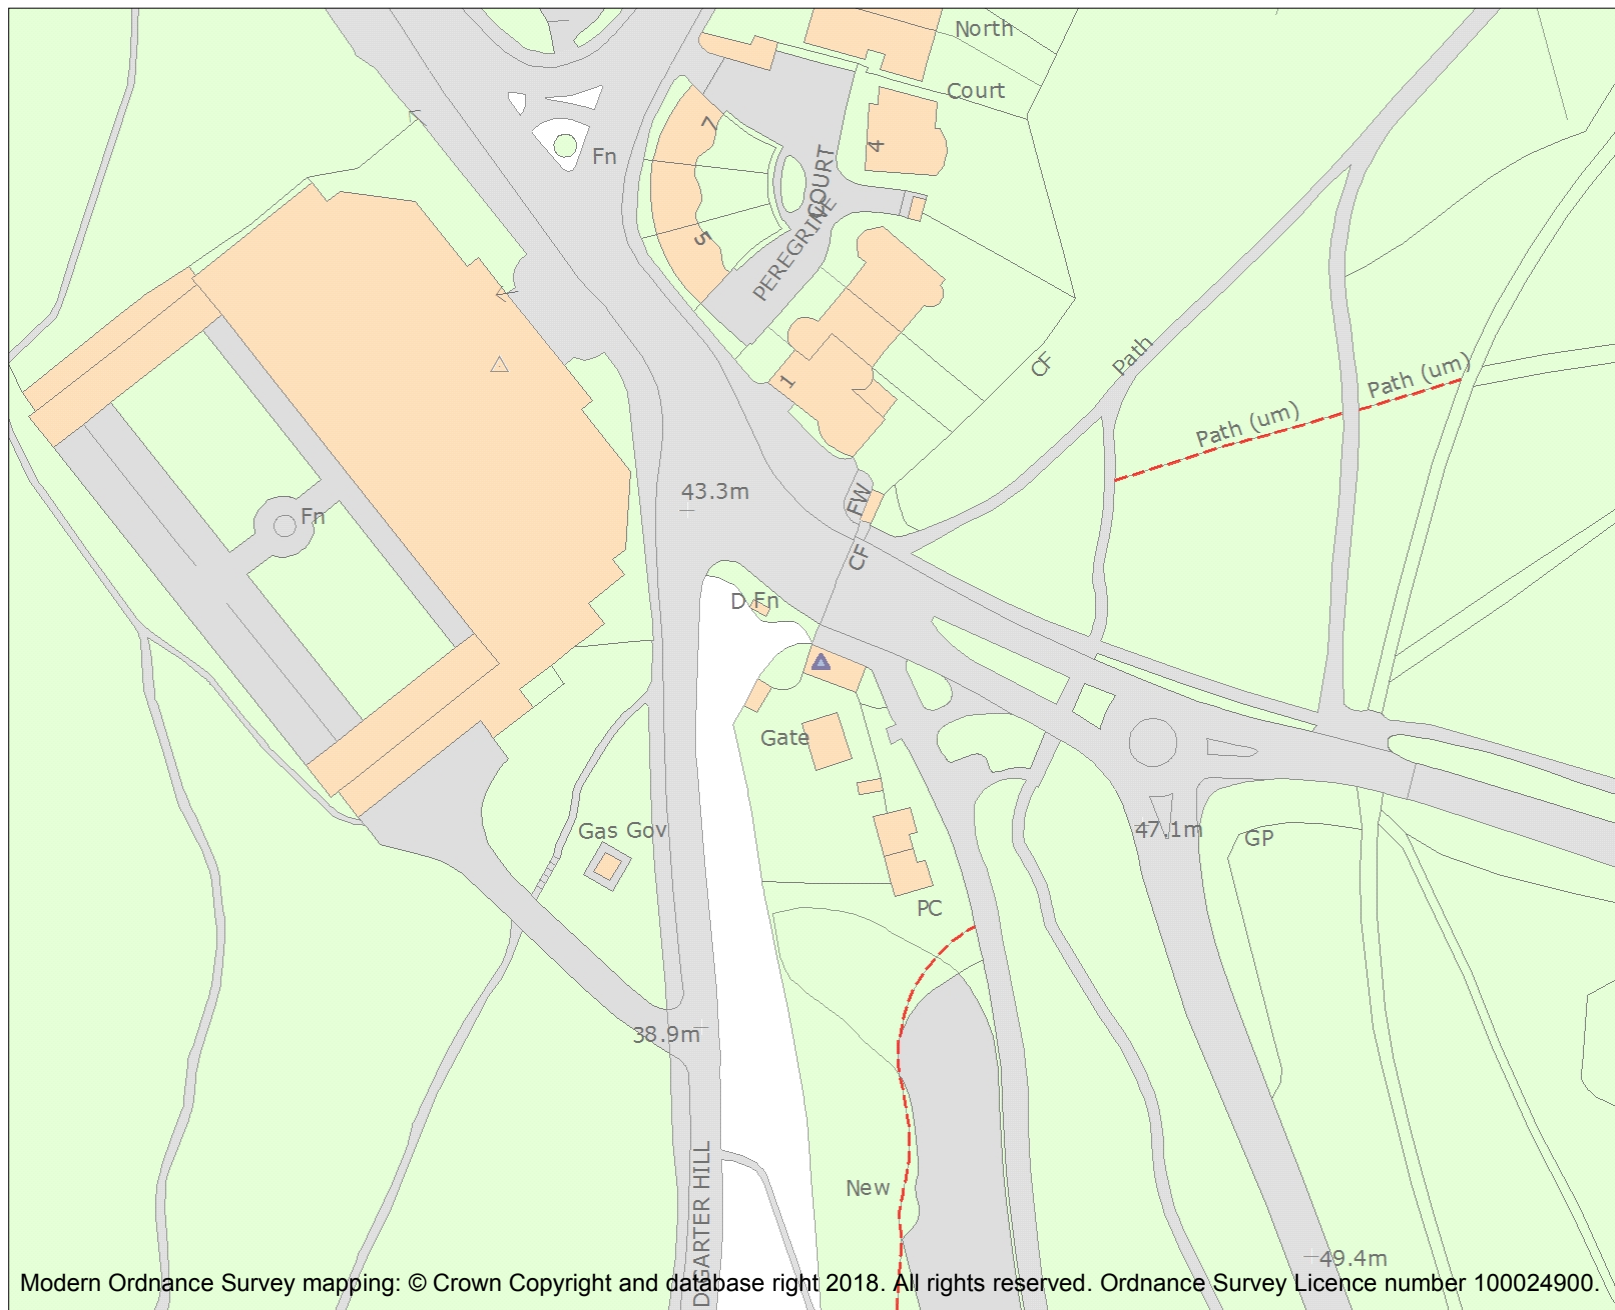 North
Court
Fn
7
4
COURT
PEREGRINE
5
1
CF
Path
Path (um)
Path (um)
43.3m
FW
Fn
CF
D Fn
Gate
Gas Gov
47.1m
GP
PC
38.9m
New
D GARTER HILL
49.4m
Modern Ordnance Survey mapping: © Crown Copyright and database right 2018. All rights reserved. Ordnance Survey Licence number 100024900.